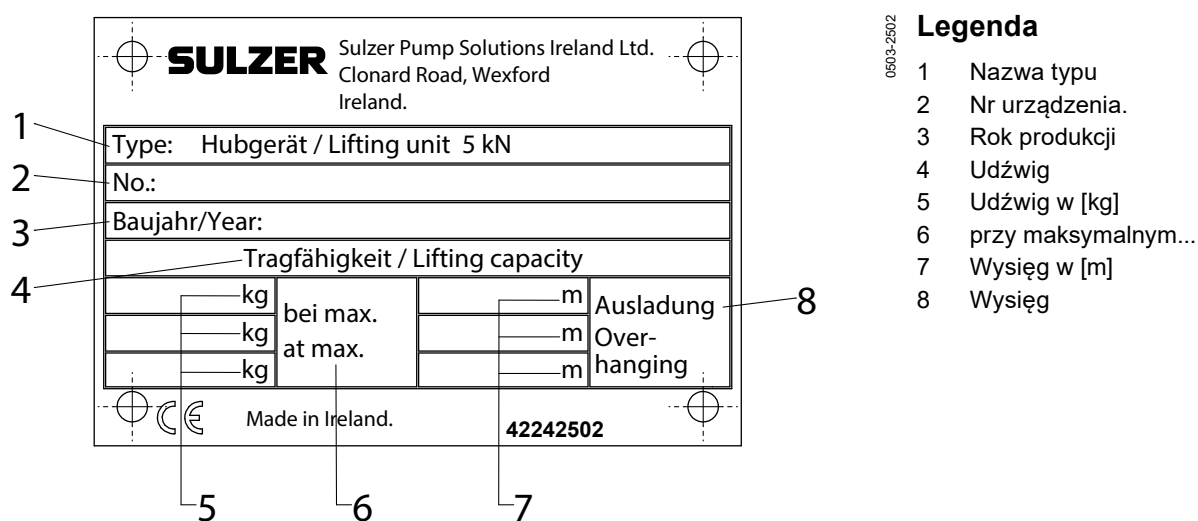 SULZER
Sulzer Pump Solutions Ireland Ltd.
Clonard Road, Wexford
Ireland.
1
Type: Hubgerät / Lifting unit 5 kN
2
No.:
3
Baujahr/Year:
4
Tragfähigkeit / Lifting capacity
kg
kg
kg
bei max.
at max.
m
m
m
Ausladung
Over-
hanging
8
CE
Made in Ireland.
42242502
5
6
7
0503-2502
Legenda
1 Nazwa typu
2 Nr urządzenia.
3 Rok produkcji
4 Udźwig
5 Udźwig w [kg]
6 przy maksymalnym...
7 Wysięg w [m]
8 Wysięg